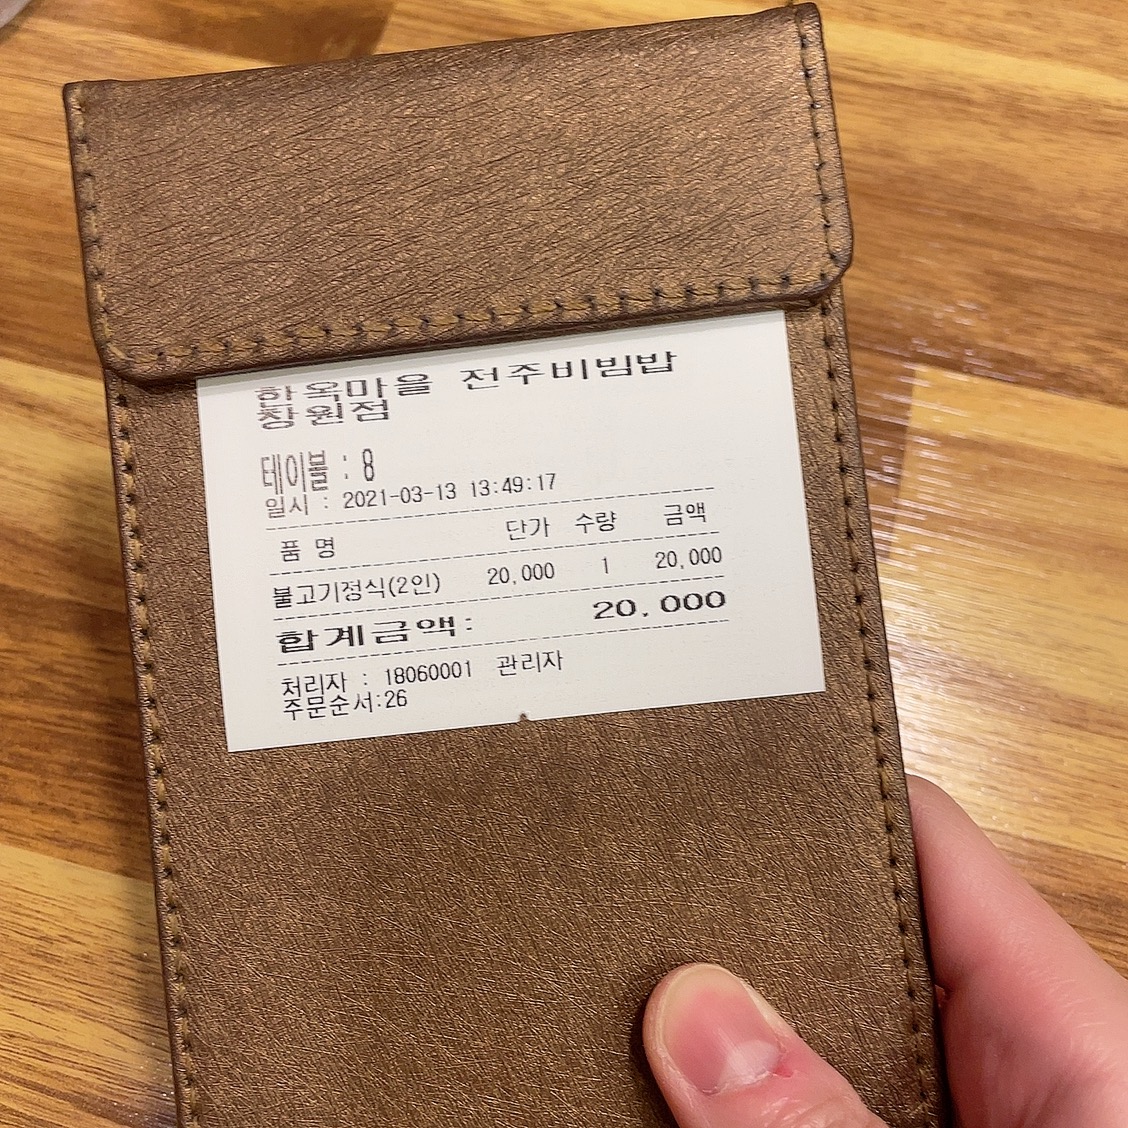 한옥마을 전주비빔밥
창원점
테이블 : 8
일시 : 2021-03-13 13:49:17
품 명 단가 수량 금액
불고기정식(2인) 20,000 1 20,000
합계금액: 20,000
처리자 : 18060001 관리자
주문순서:26